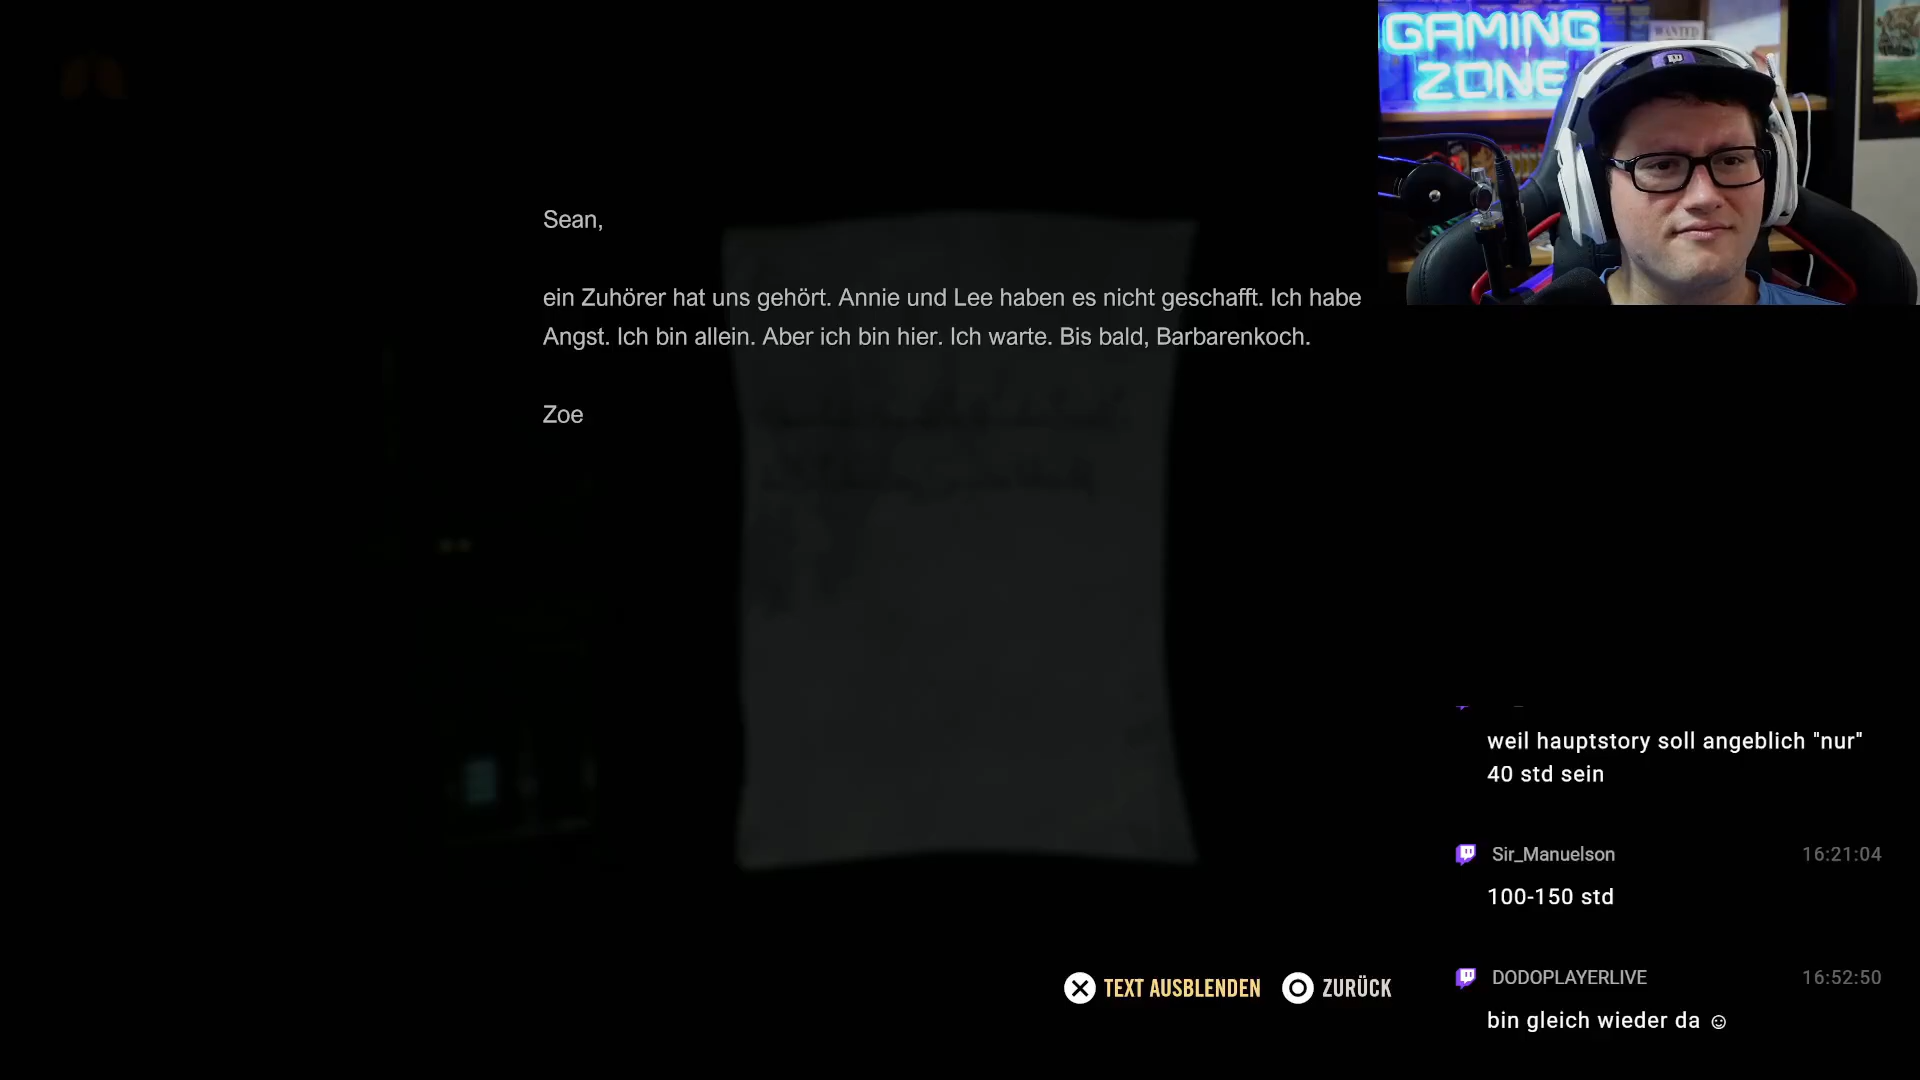 GAMING
ZONE
WANTED
Sean,
ein Zuhörer hat uns gehört. Annie und Lee haben es nicht geschafft. Ich habe
Angst. Ich bin allein. Aber ich bin hier. Ich warte. Bis bald, Barbarenkoch.
Zoe
weil hauptstory soll angeblich "nur"
40 std sein
Sir_Manuelson 16:21:04
100-150 std
DODOPLAYERLIVE 16:52:50
bin gleich wieder da ☺
TEXT AUSBLENDEN ZURÜCK